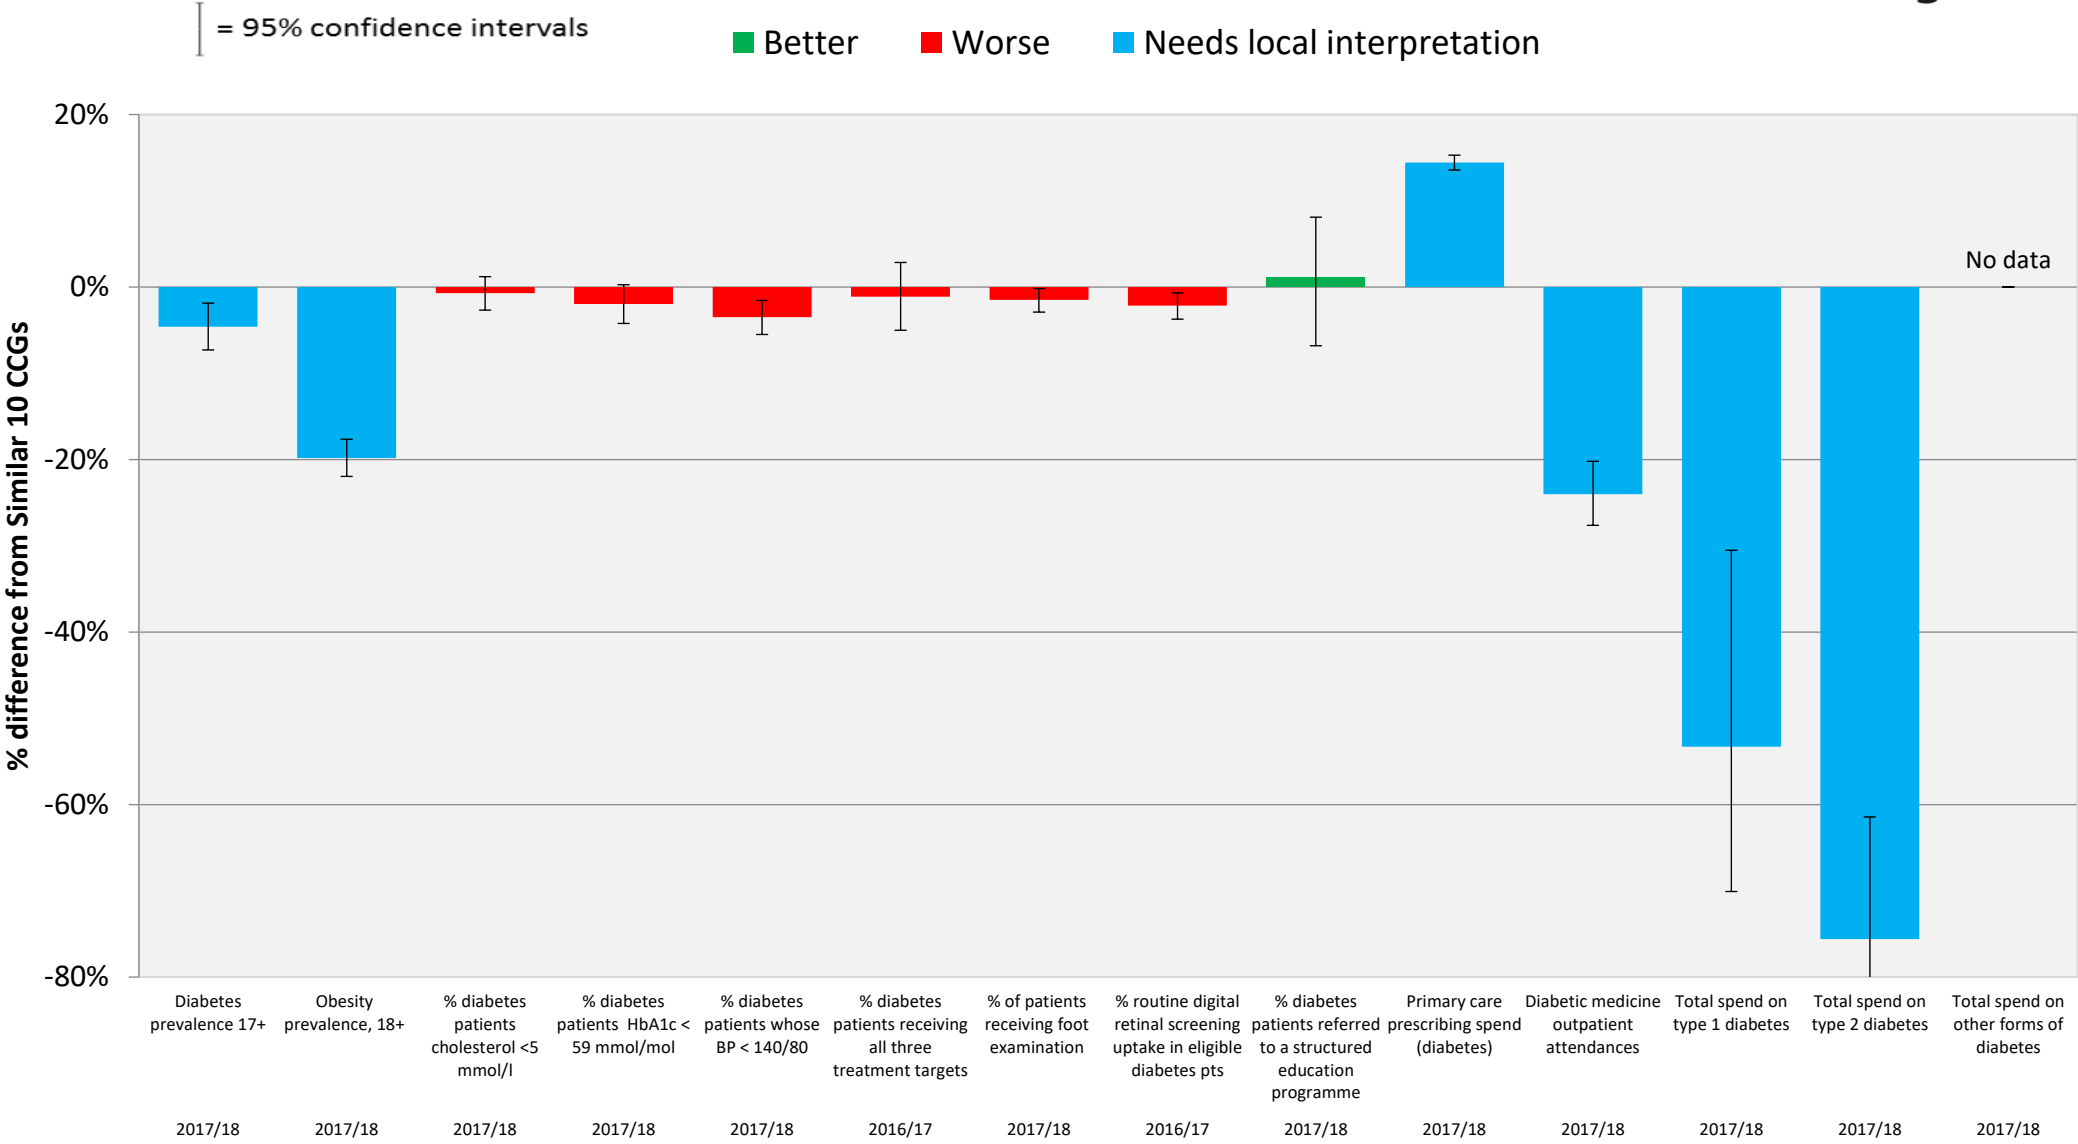 = 95% confidence intervals
Better
Worse
Needs local interpretation
% difference from Similar 10 CCGs
20%
0%
-20%
-40%
-60%
-80%
No data
Diabetes
prevalence 17+
2017/18
Obesity
prevalence, 18+
2017/18
% diabetes
patients
cholesterol <5
mmol/l
2017/18
% diabetes
patients HbA1c <
59 mmol/mol
2017/18
% diabetes
patients whose
BP < 140/80
2017/18
% diabetes
patients receiving
all three
treatment targets
2016/17
% of patients
receiving foot
examination
2017/18
% routine digital
retinal screening
uptake in eligible
diabetes pts
2016/17
% diabetes
patients referred
to a structured
education
programme
2017/18
Primary care
prescribing spend
(diabetes)
2017/18
Diabetic medicine
outpatient
attendances
2017/18
Total spend on
type 1 diabetes
2017/18
Total spend on
type 2 diabetes
2017/18
Total spend on
other forms of
diabetes
2017/18